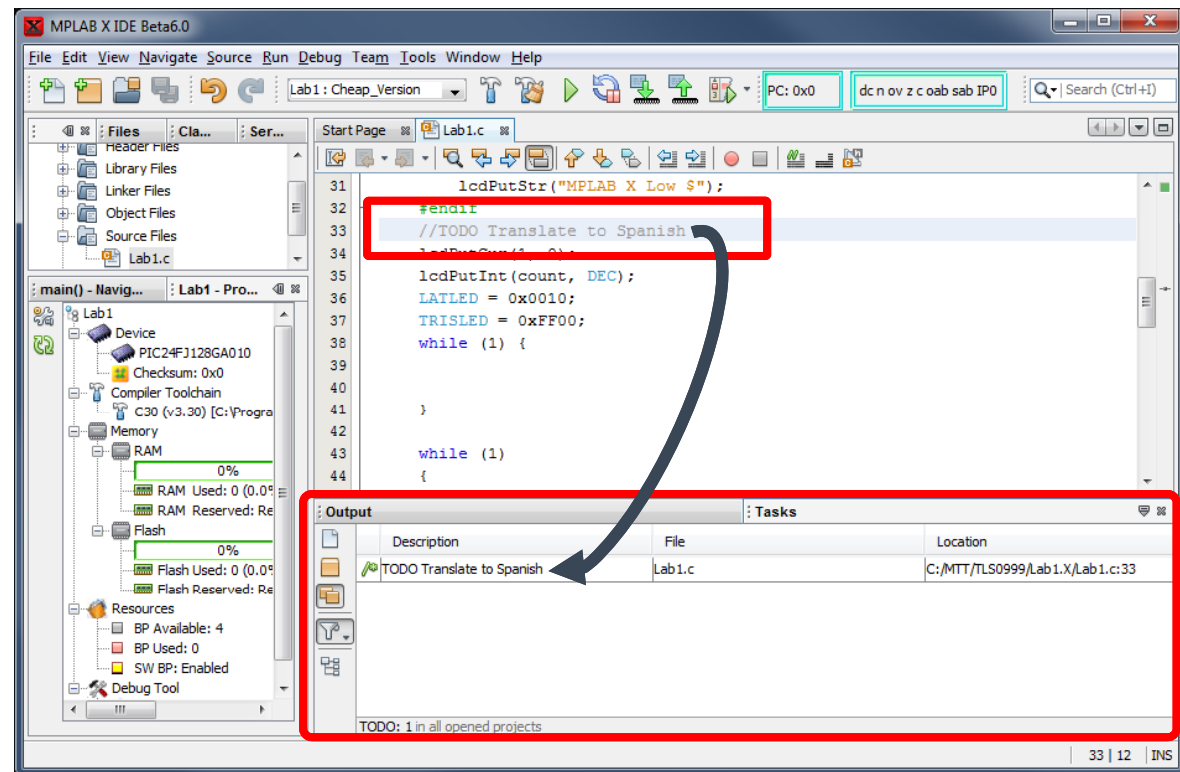 MPLAB X IDE Beta6.0
File Edit View Navigate Source Run Debug Team Tools Window Help
Lab1 : Cheap_Version
PC: 0x0
dc n ov z c oab sab IP0
Search (Ctrl+I)
Files
Cla...
Ser...
Header Files
Library Files
Linker Files
Object Files
Source Files
Lab1.c
main() - Navig...
Lab1 - Pro...
Lab1
Device
PIC24FJ128GA010
Checksum: 0x0
Compiler Toolchain
C30 (v3.30) [C:\Progra
Memory
RAM
0%
RAM Used: 0 (0.0%
RAM Reserved: Re
Flash
0%
Flash Used: 0 (0.0%
Flash Reserved: Re
Resources
BP Available: 4
BP Used: 0
SW BP: Enabled
Debug Tool
Start Page
Lab1.c
31 lcdPutStr("MPLAB X Low $");
32 #endif
33 //TODO Translate to Spanish
34 lcdPutCur(1, 0);
35 lcdPutInt(count, DEC);
36 LATLED = 0x0010;
37 TRISLED = 0xFF00;
38 while (1) {
39
40
41 }
42
43 while (1)
44 {
Output
Tasks
Description File Location
TODO Translate to Spanish Lab1.c C:/MTT/TLS0999/Lab1.X/Lab1.c:33
TODO: 1 in all opened projects
33 | 12 INS